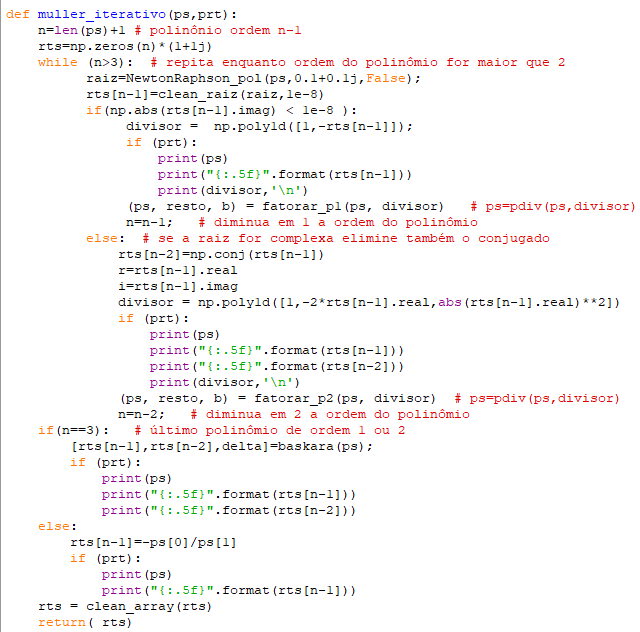 def muller_iterativo(ps,prt):
    n=len(ps)+1 # polinônio ordem n-1
    rts=np.zeros(n)*(1+1j)
    while (n>3):  # repita enquanto ordem do polinómio for maior que 2
          raiz=NewtonRaphson_pol(ps,0.1+0.1j,False);
          rts[n-1]=clean_raiz(raiz,1e-8)
          if(np.abs(rts[n-1].imag) < 1e-8 ):
               divisor =  np.poly1d([1,-rts[n-1]]);
               if (prt):
                   print(ps)
                   print("{:.5f}".format(rts[n-1]))
                   print(divisor,'\n')
               (ps, resto, b) = fatorar_p1(ps, divisor)   # ps=pdiv(ps,divisor)
               n=n-1;   # diminua em 1 a ordem do polinômio
          else:  # se a raiz for complexa elimine também o conjugado
              rts[n-2]=np.conj(rts[n-1])
              r=rts[n-1].real
              i=rts[n-1].imag
              divisor = np.poly1d([1,-2*rts[n-1].real,abs(rts[n-1].real)**2])
              if (prt):
                  print(ps)
                  print("{:.5f}".format(rts[n-1]))
                  print("{:.5f}".format(rts[n-2]))
                  print(divisor,'\n')
              (ps, resto, b) = fatorar_p2(ps, divisor)  # ps=pdiv(ps,divisor)
              n=n-2;   # diminua em 2 a ordem do polinômio
    if(n==3):   # último polinômio de ordem 1 ou 2
        [rts[n-1],rts[n-2],delta]=baskara(ps);
        if (prt):
            print(ps)
            print("{:.5f}".format(rts[n-1]))
            print("{:.5f}".format(rts[n-2]))
    else:
        rts[n-1]=-ps[0]/ps[1]
        if (prt):
            print(ps)
            print("{:.5f}".format(rts[n-1]))
    rts = clean_array(rts)
    return( rts)